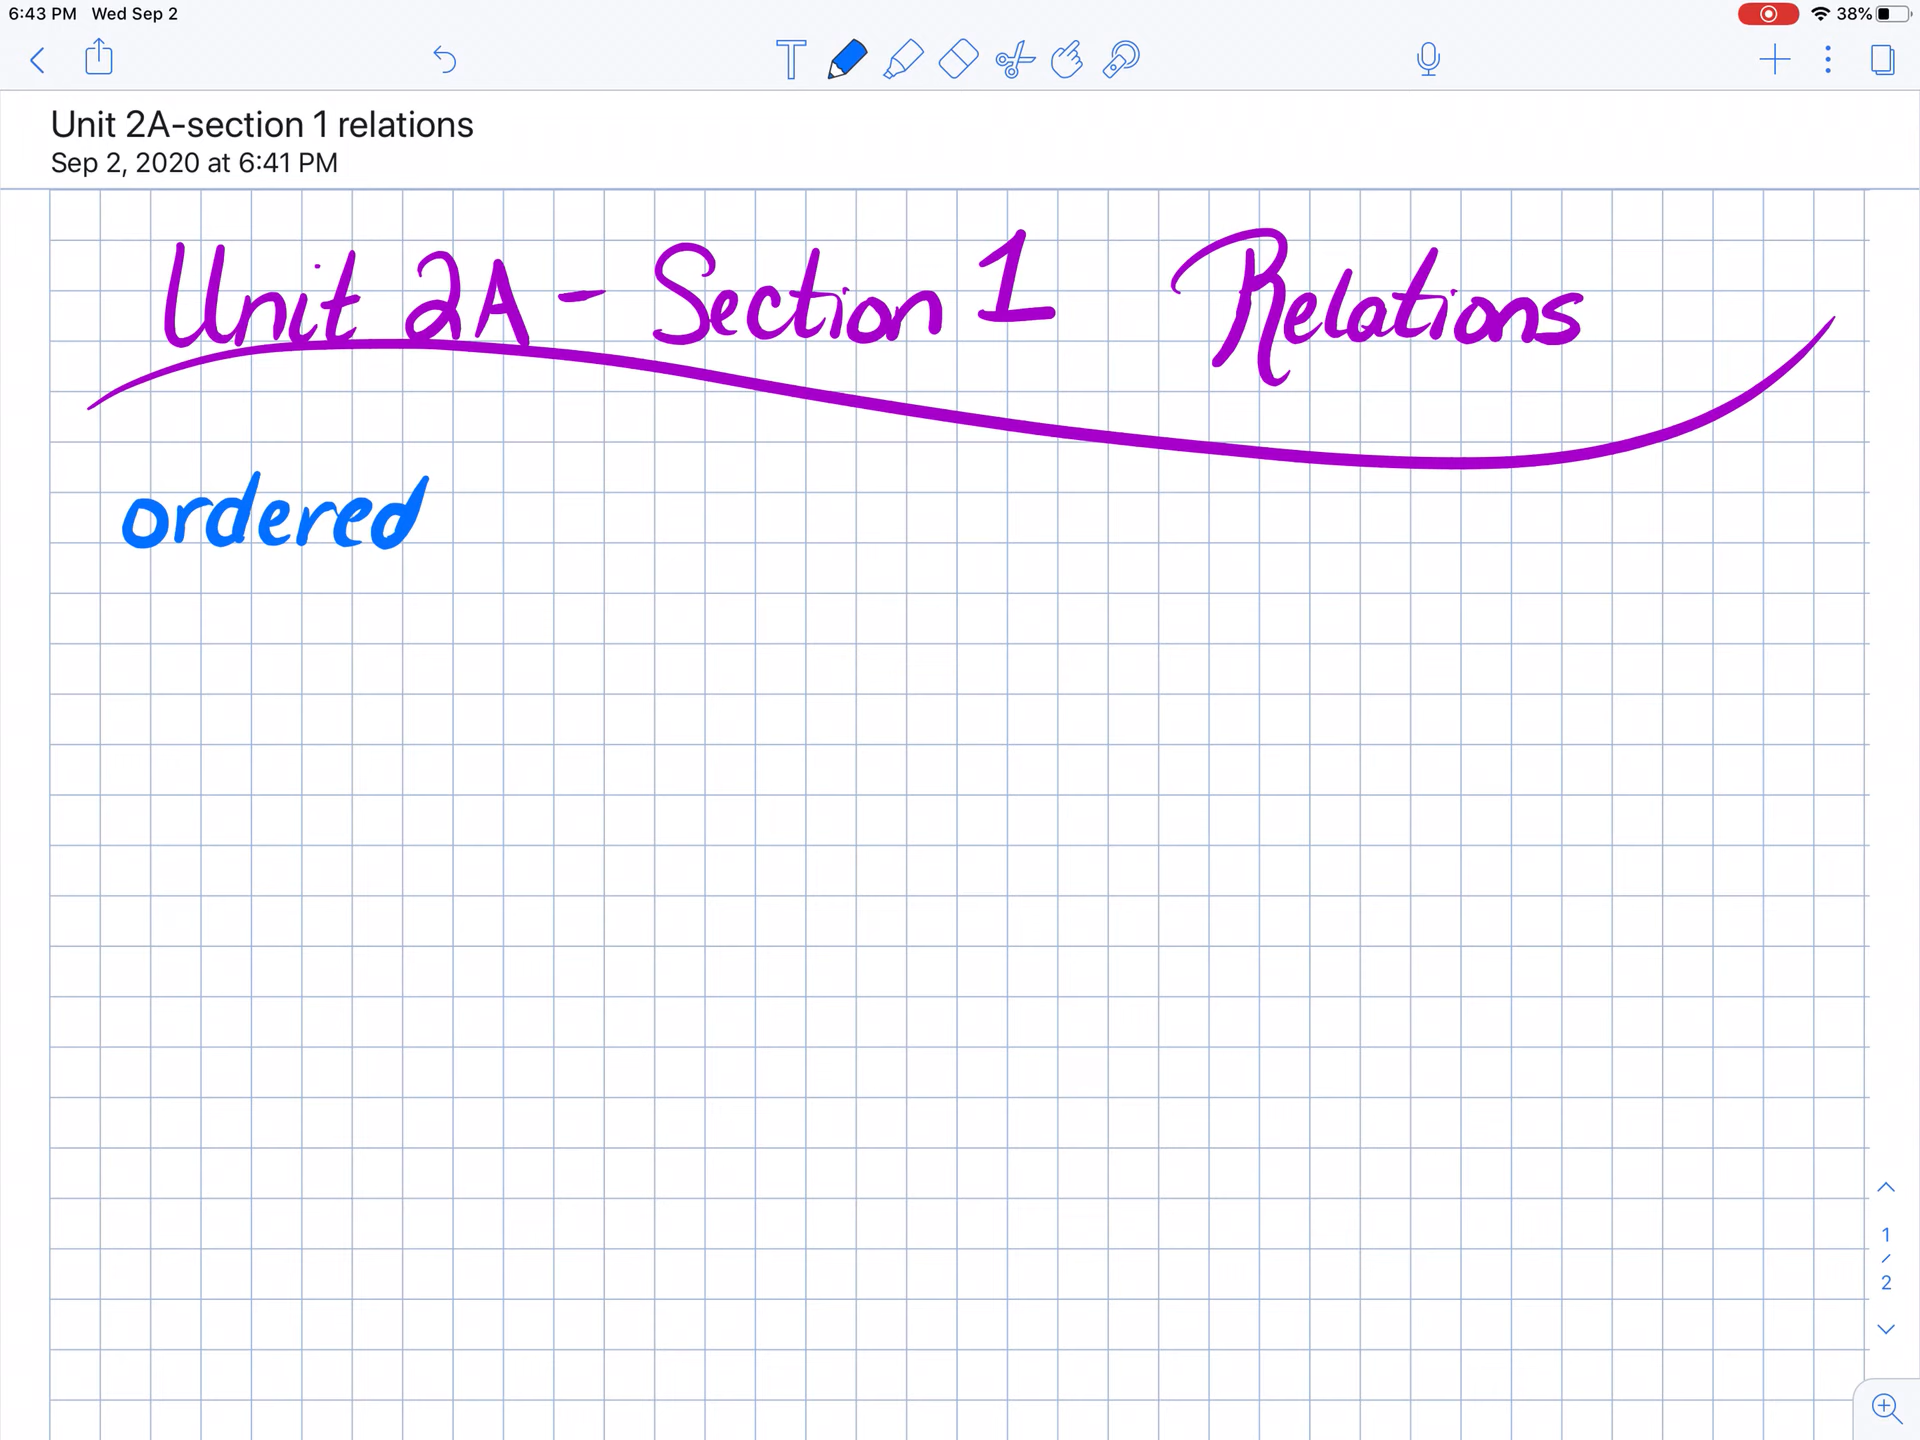 6:43 PM Wed Sep 2 38%
Unit 2A-section 1 relations
Sep 2, 2020 at 6:41 PM
Unit 2A - Section 1 Relations
ordered
1
/
2